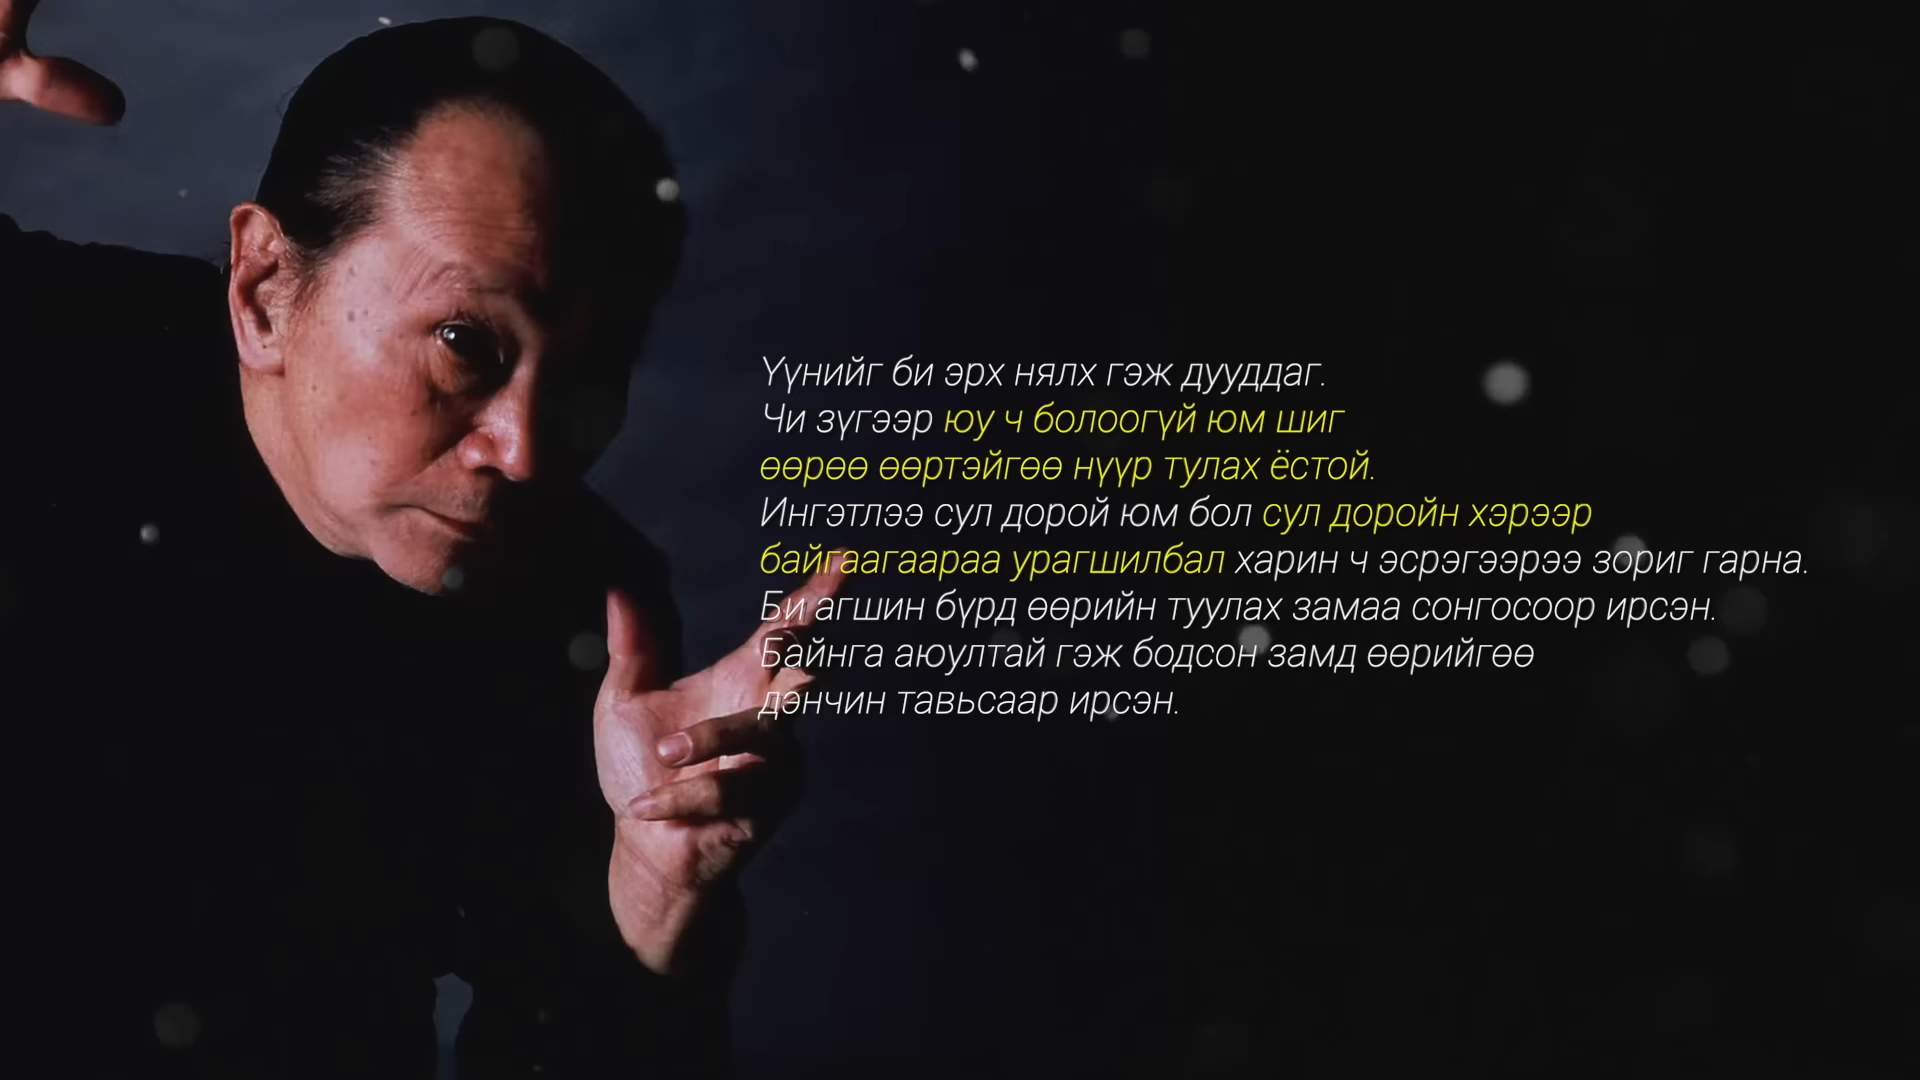 Үүнийг би эрх нялх гэж дууддаг.
Чи зүгээр юу ч болоогүй юм шиг
өөрөө өөртэйгөө нүүр тулах ёстой.
Ингэтлээ сул дорой юм бол сул доройн хэрээр
байгаагаараа урагшилбал харин ч эсрэгээрээ зориг гарна.
Би агшин бүрд өөрийн туулах замаа сонгосоор ирсэн.
Байнга аюултай гэж бодсон замд өөрийгөө
дэнчин тавьсаар ирсэн.